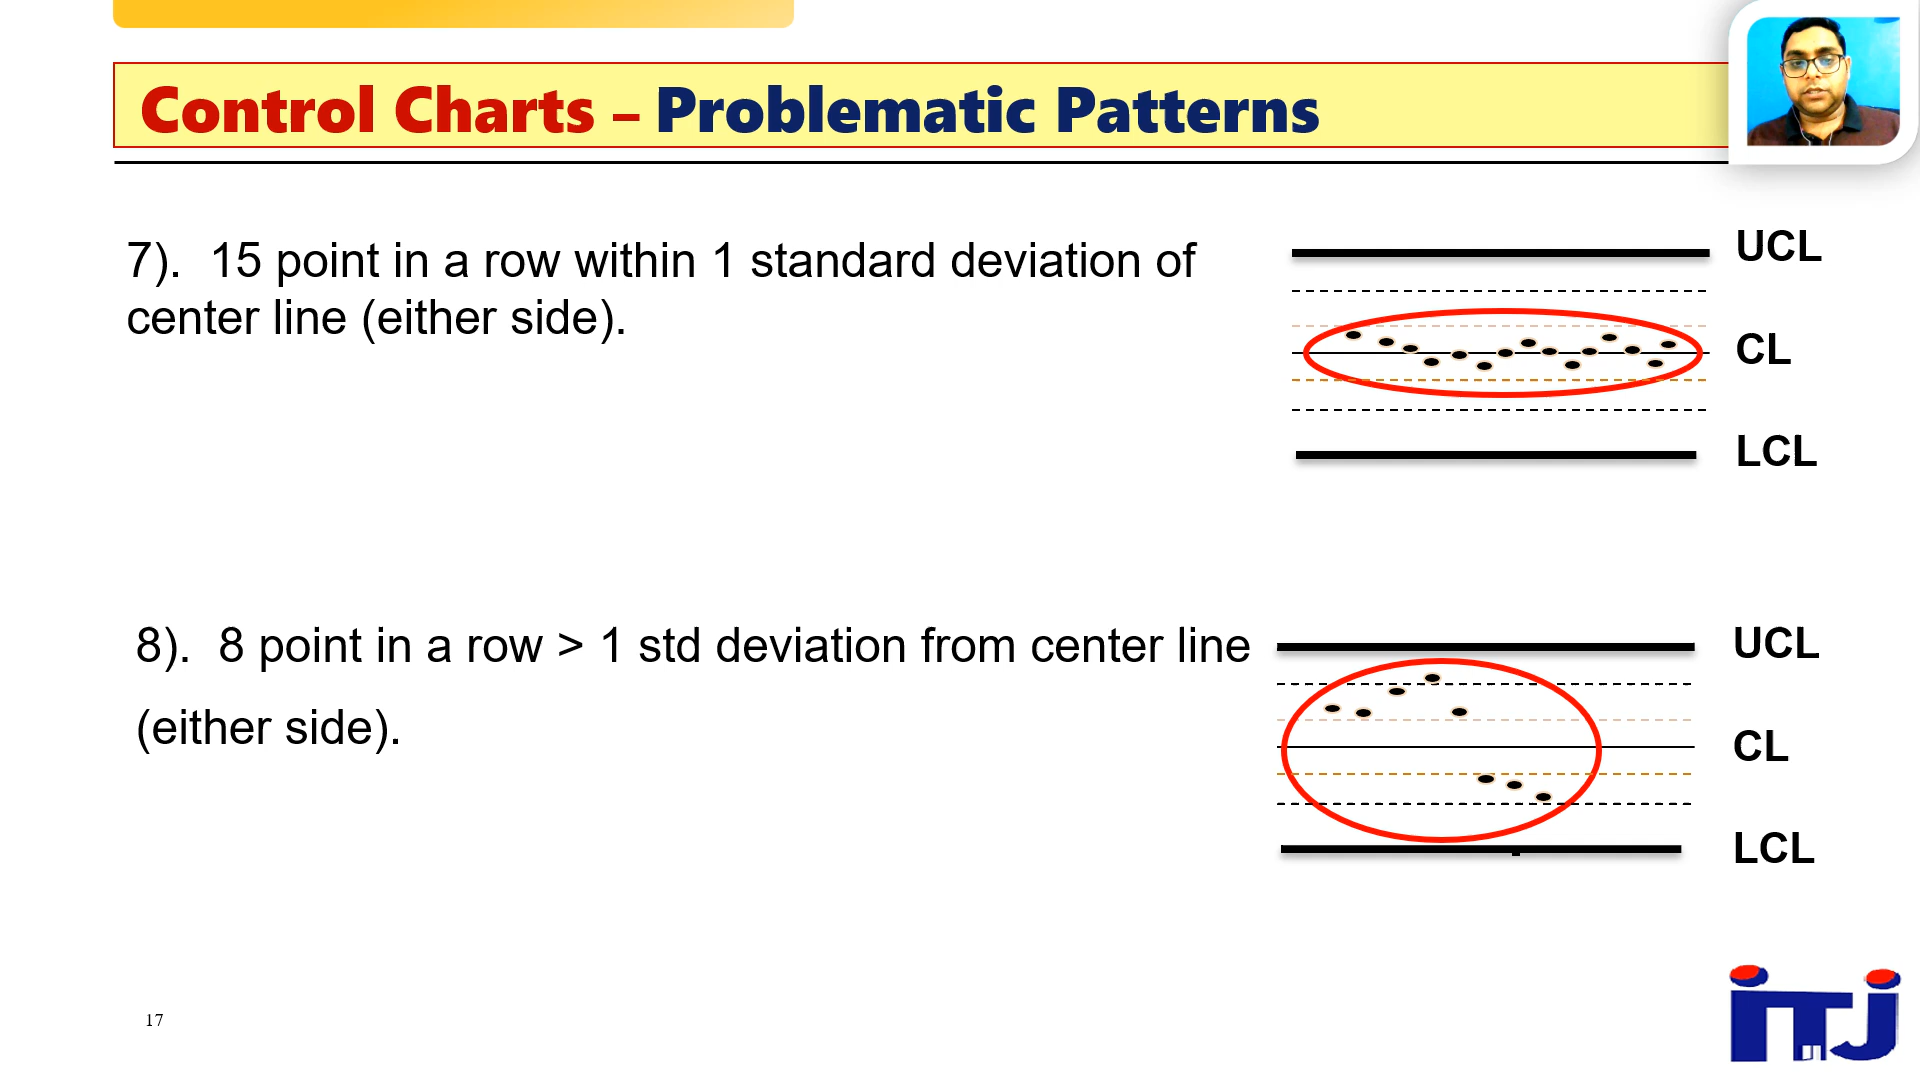 Control Charts – Problematic Patterns
7). 15 point in a row within 1 standard deviation of
center line (either side).
UCL
CL
LCL
8). 8 point in a row > 1 std deviation from center line
(either side).
UCL
CL
LCL
17
iTJ